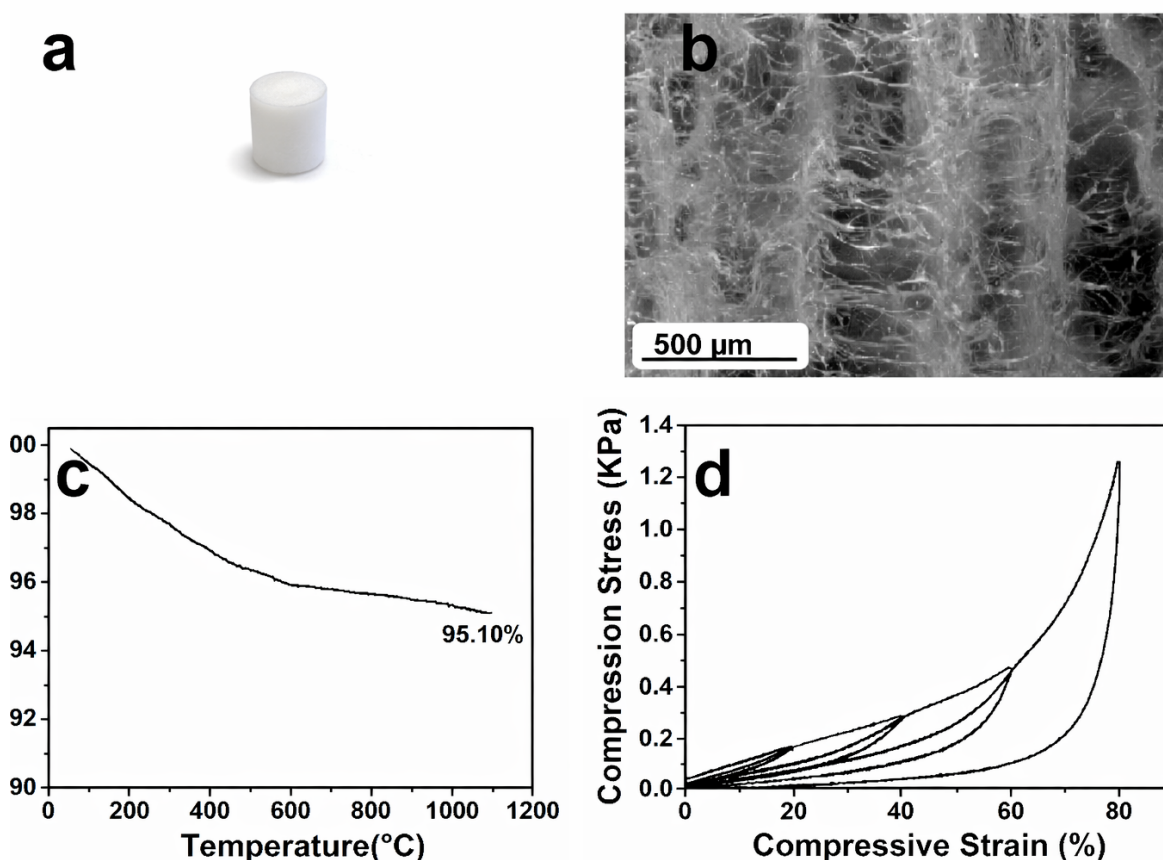 a
b
500 µm
c
00
98
96
94
92
90
95.10%
0 200 400 600 800 1000 1200
Temperature(°C)
d
Compression Stress (KPa)
1.4
1.2
1.0
0.8
0.6
0.4
0.2
0.0
0 20 40 60 80
Compressive Strain (%)